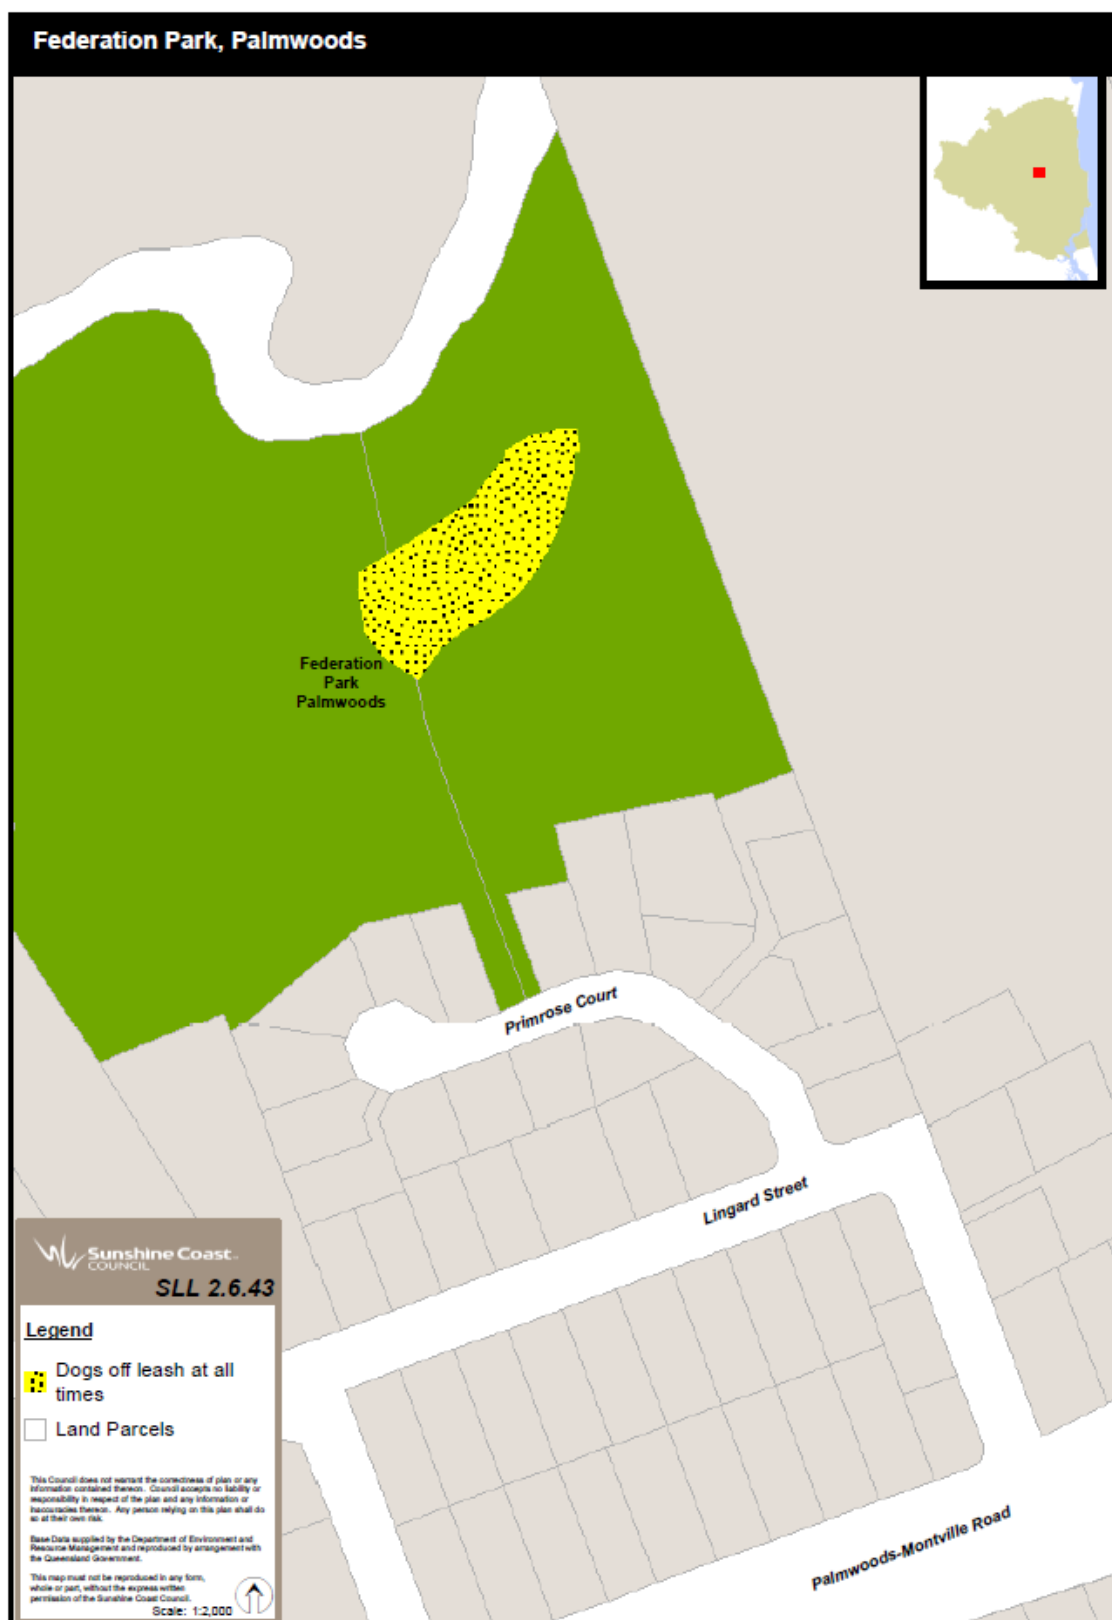 Federation Park, Palmwoods
Federation
Park
Palmwoods
Primrose Court
Lingard Street
Palmwoods-Montville Road
Sunshine Coast
COUNCIL
SLL 2.6.43
Legend
Dogs off leash at all
times
Land Parcels
This Council does not warrant the correctness of plan or any
information contained thereon. Council accepts no liability or
responsibility in respect of the plan and any information or
inaccuracies thereon. Any person relying on this plan shall do
so at their own risk.
Base Data supplied by the Department of Environment and
Resource Management and reproduced by arrangement with
the Queensland Government.
This map must not be reproduced in any form,
whole or part, without the express written
permission of the Sunshine Coast Council.
Scale: 1:2,000